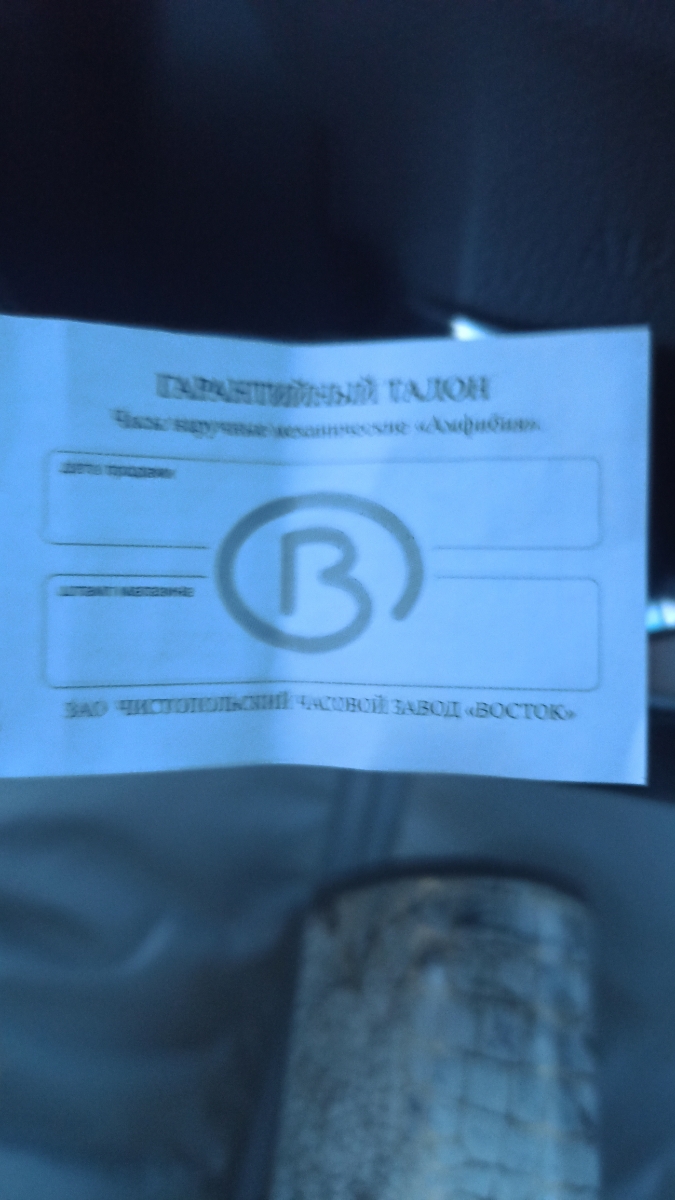 ГАРАНТИЙНЫЙ ТАЛОН
Часы наручные механические «Амфибия».
дата продажи
В
штамп магазина
ЗАО ЧИСТОПОЛЬСКИЙ ЧАСОВОЙ ЗАВОД «ВОСТОК»